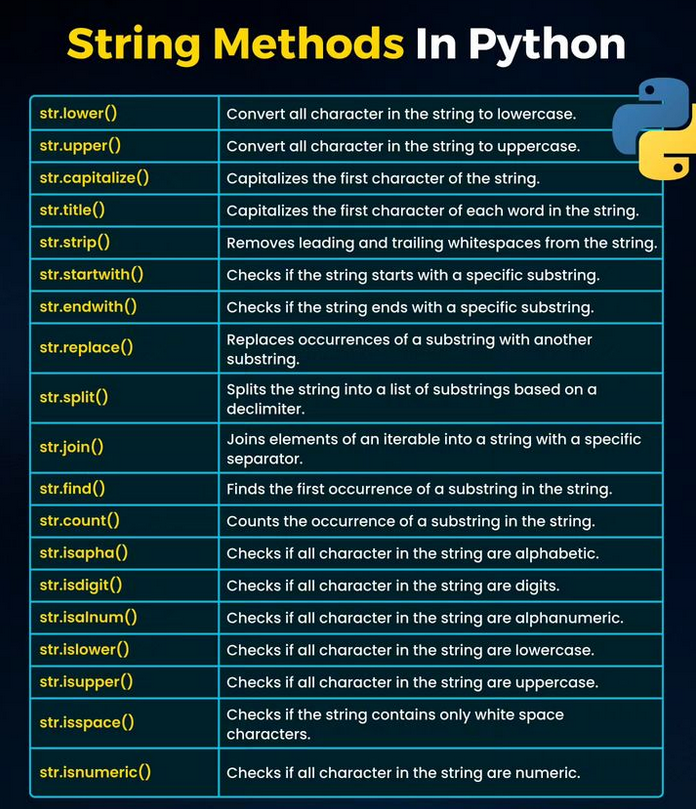 String Methods In Python
str.lower()
Convert all character in the string to lowercase.
str.upper()
Convert all character in the string to uppercase.
str.capitalize()
Capitalizes the first character of the string.
str.title()
Capitalizes the first character of each word in the string.
str.strip()
Removes leading and trailing whitespaces from the string.
str.startwith()
Checks if the string starts with a specific substring.
str.endwith()
Checks if the string ends with a specific substring.
str.replace()
Replaces occurrences of a substring with another
substring.
str.split()
Splits the string into a list of substrings based on a
declimiter.
str.join()
Joins elements of an iterable into a string with a specific
separator.
str.find()
Finds the first occurrence of a substring in the string.
str.count()
Counts the occurrence of a substring in the string.
str.isapha()
Checks if all character in the string are alphabetic.
str.isdigit()
Checks if all character in the string are digits.
str.isalnum()
Checks if all character in the string are alphanumeric.
str.islower()
Checks if all character in the string are lowercase.
str.isupper()
Checks if all character in the string are uppercase.
str.isspace()
Checks if the string contains only white space
characters.
str.isnumeric()
Checks if all character in the string are numeric.